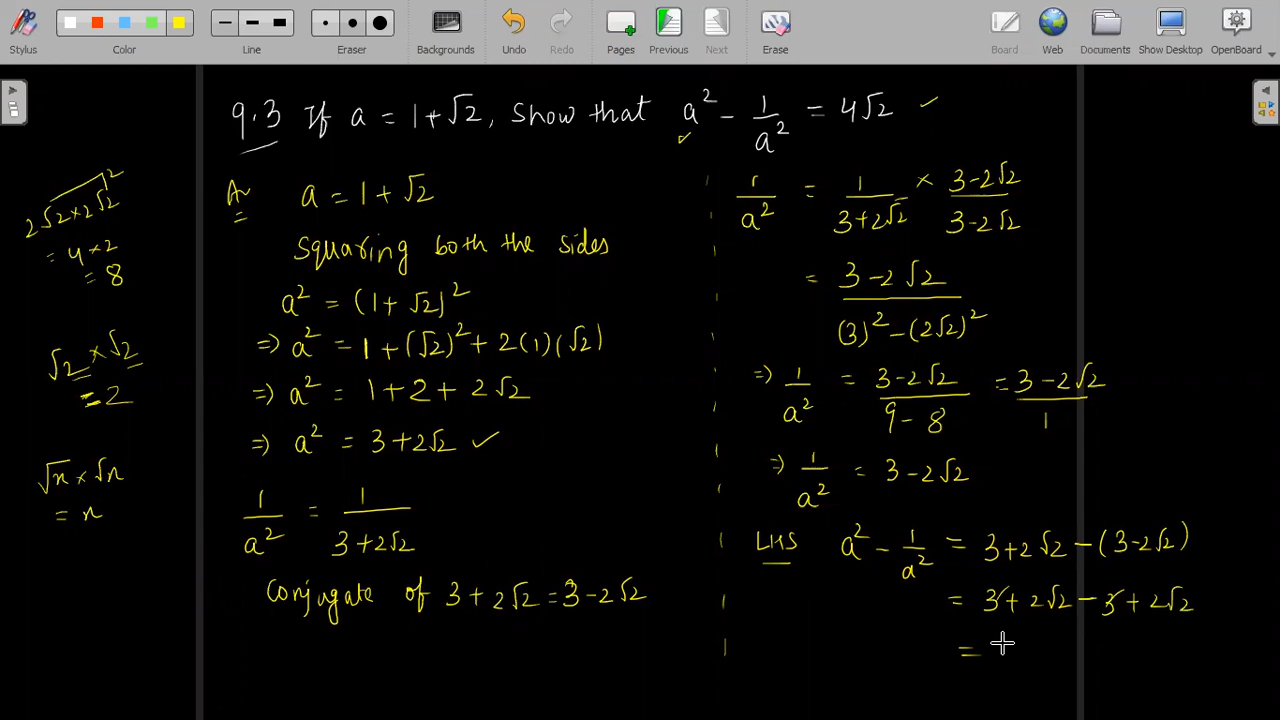 Stylus Color Line Eraser Backgrounds Undo Redo Pages Previous Next Erase Board Web Documents Show Desktop OpenBoard
9.3 If a = 1+√2, Show that a² - 1/a² = 4√2 ✓
2√2×2√2
= 4×2
= 8
√2 × √2
= 2
√x × √x
= x
a = 1 + √2
Squaring both the sides
a² = (1+ √2)²
⇒ a² = 1+(√2)² + 2(1)(√2)
⇒ a² = 1+2+ 2√2
⇒ a² = 3+2√2 ✓
1/a² = 1/(3+2√2)
Conjugate of 3+2√2 = 3-2√2
1/a² = 1/(3+2√2) × (3-2√2)/(3-2√2)
= (3-2√2)/((3)²-(2√2)²)
⇒ 1/a² = (3-2√2)/(9-8) = (3-2√2)/1
⇒ 1/a² = 3-2√2
LHS a² - 1/a² = 3+2√2 -(3-2√2)
= 3+2√2 - 3+2√2
=